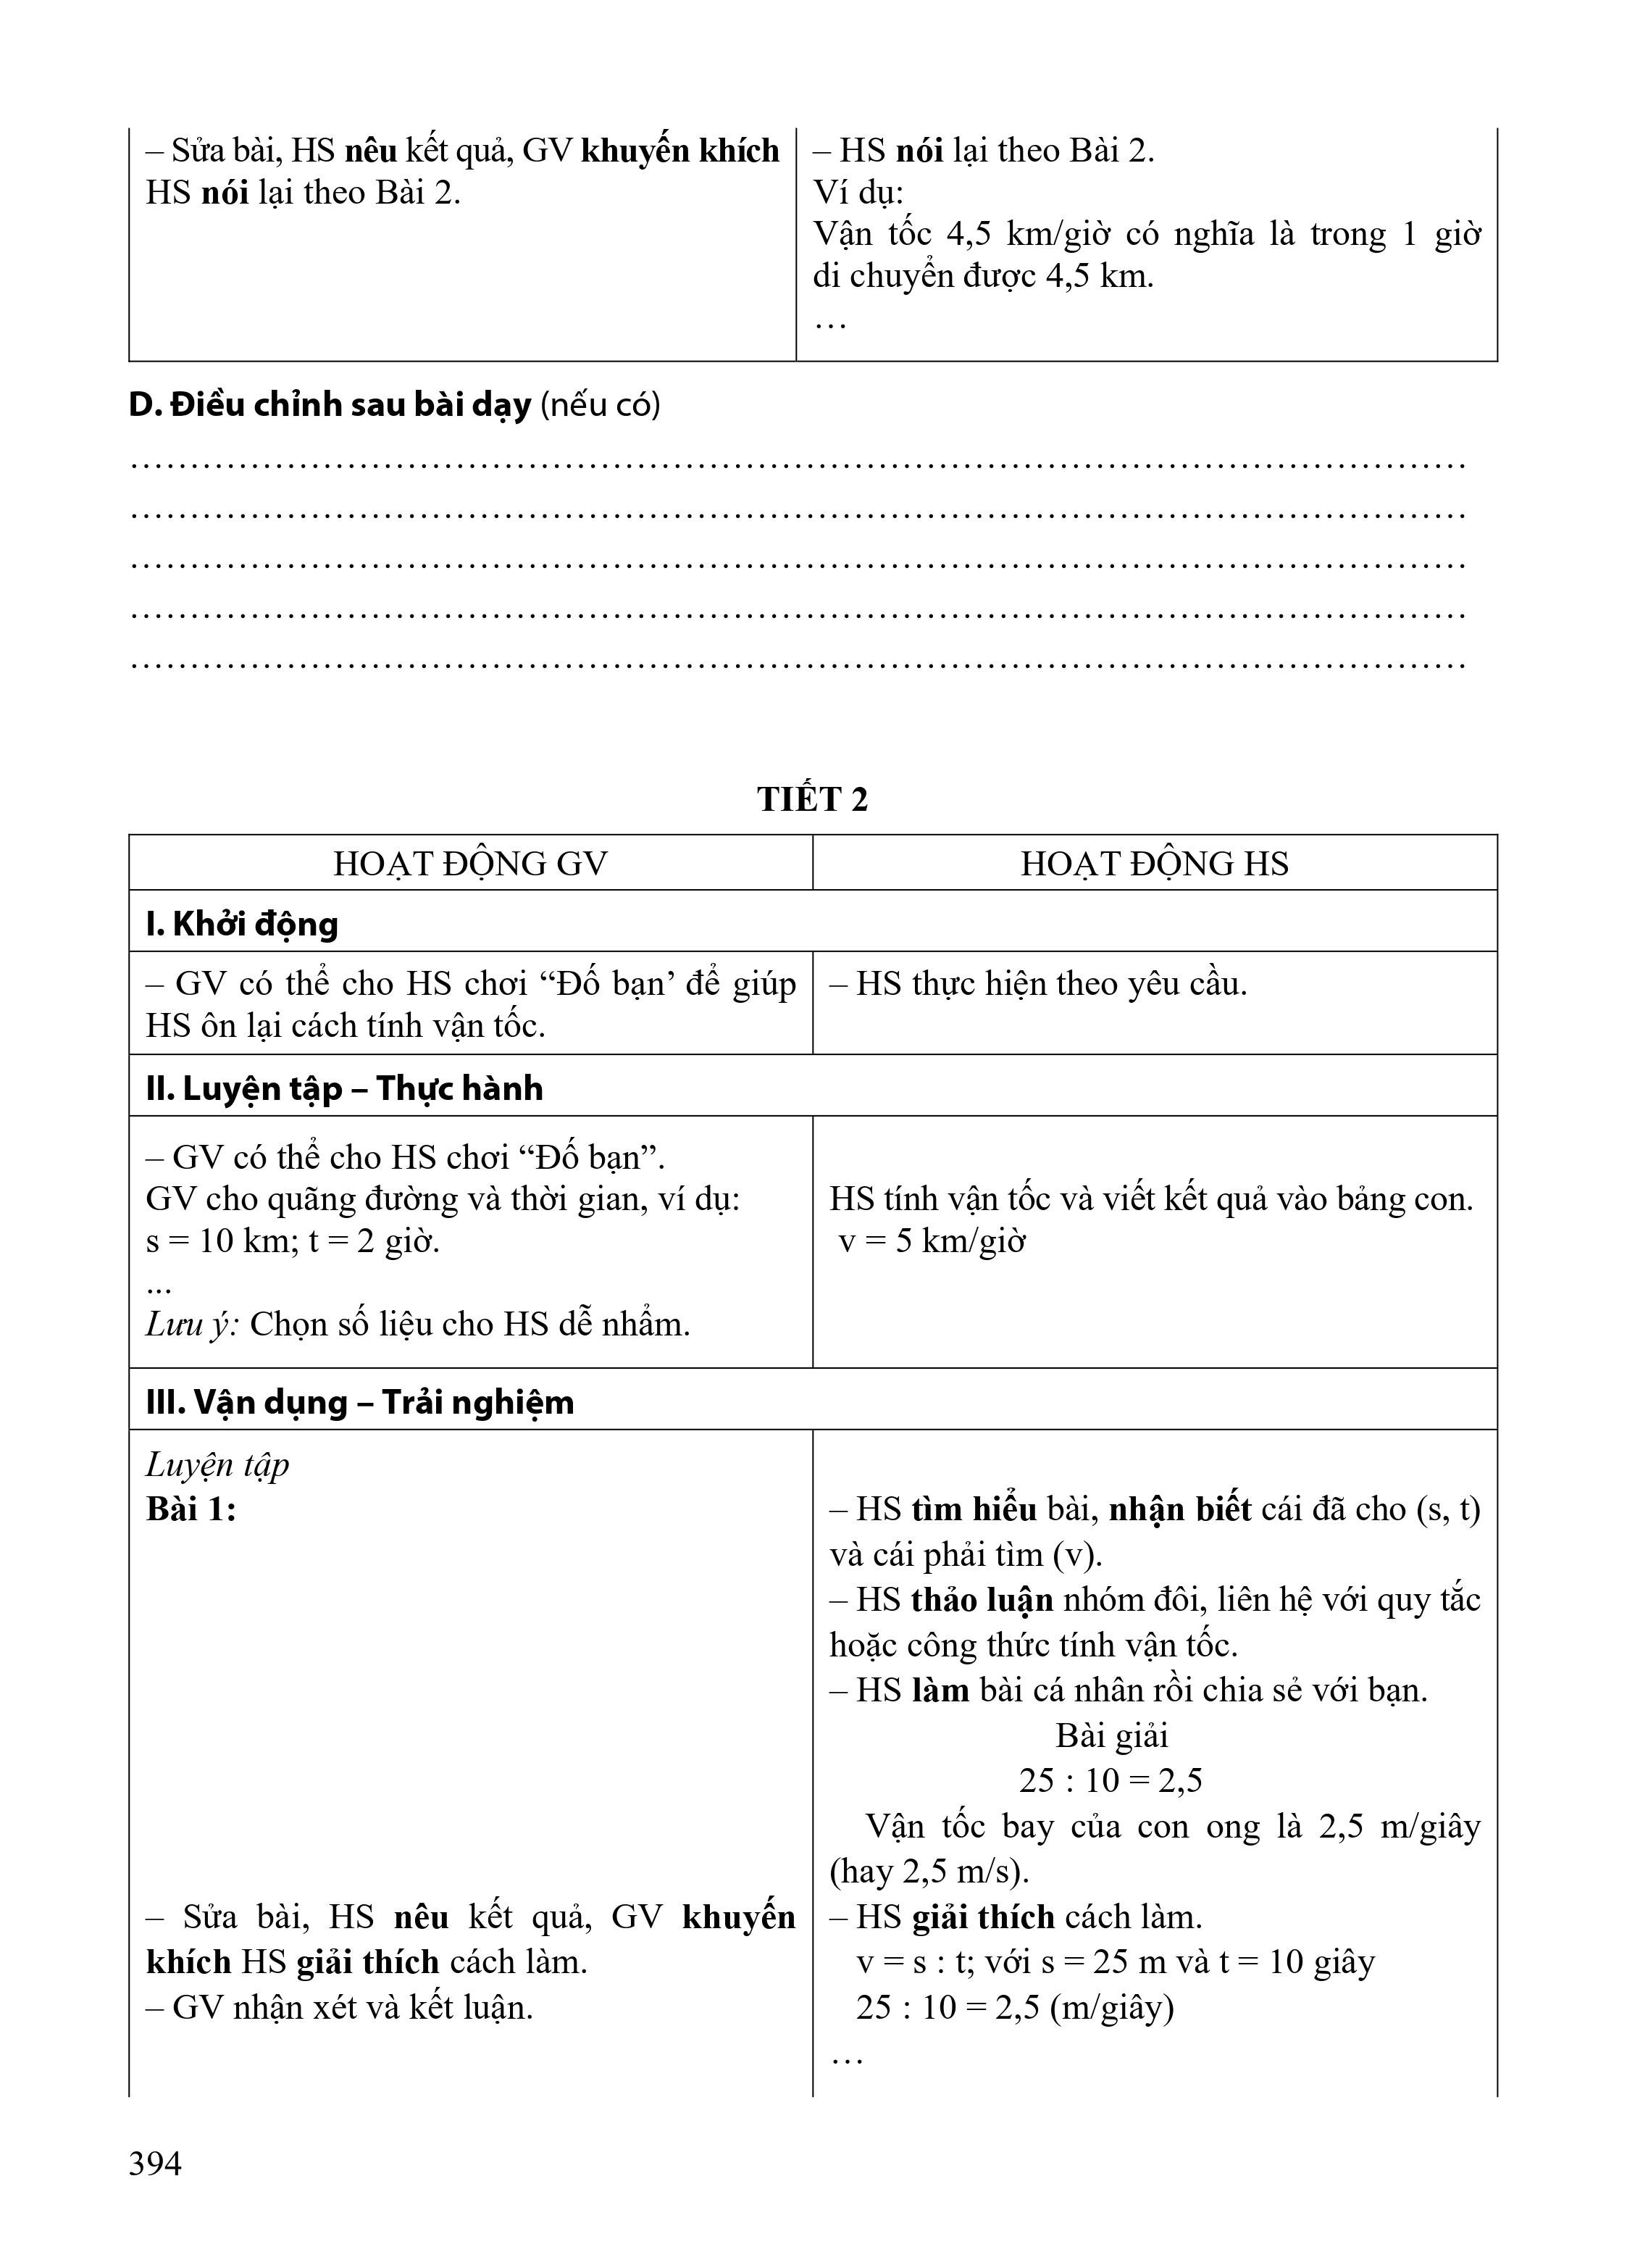 – Sửa bài, HS nêu kết quả, GV khuyến khích
HS nói lại theo Bài 2.
– HS nói lại theo Bài 2.
Ví dụ:
Vận tốc 4,5 km/giờ có nghĩa là trong 1 giờ
di chuyển được 4,5 km.
…
D. Điều chỉnh sau bài dạy (nếu có)
TIẾT 2
HOẠT ĐỘNG GV
HOẠT ĐỘNG HS
I. Khởi động
– GV có thể cho HS chơi “Đố bạn’ để giúp
HS ôn lại cách tính vận tốc.
– HS thực hiện theo yêu cầu.
II. Luyện tập – Thực hành
– GV có thể cho HS chơi “Đố bạn”.
GV cho quãng đường và thời gian, ví dụ:
s = 10 km; t = 2 giờ.
...
Lưu ý: Chọn số liệu cho HS dễ nhẩm.
HS tính vận tốc và viết kết quả vào bảng con.
v = 5 km/giờ
III. Vận dụng – Trải nghiệm
Luyện tập
Bài 1:
– Sửa bài, HS nêu kết quả, GV khuyến
khích HS giải thích cách làm.
– GV nhận xét và kết luận.
– HS tìm hiểu bài, nhận biết cái đã cho (s, t)
và cái phải tìm (v).
– HS thảo luận nhóm đôi, liên hệ với quy tắc
hoặc công thức tính vận tốc.
– HS làm bài cá nhân rồi chia sẻ với bạn.
Bài giải
25 : 10 = 2,5
Vận tốc bay của con ong là 2,5 m/giây
(hay 2,5 m/s).
– HS giải thích cách làm.
v = s : t; với s = 25 m và t = 10 giây
25 : 10 = 2,5 (m/giây)
…
394